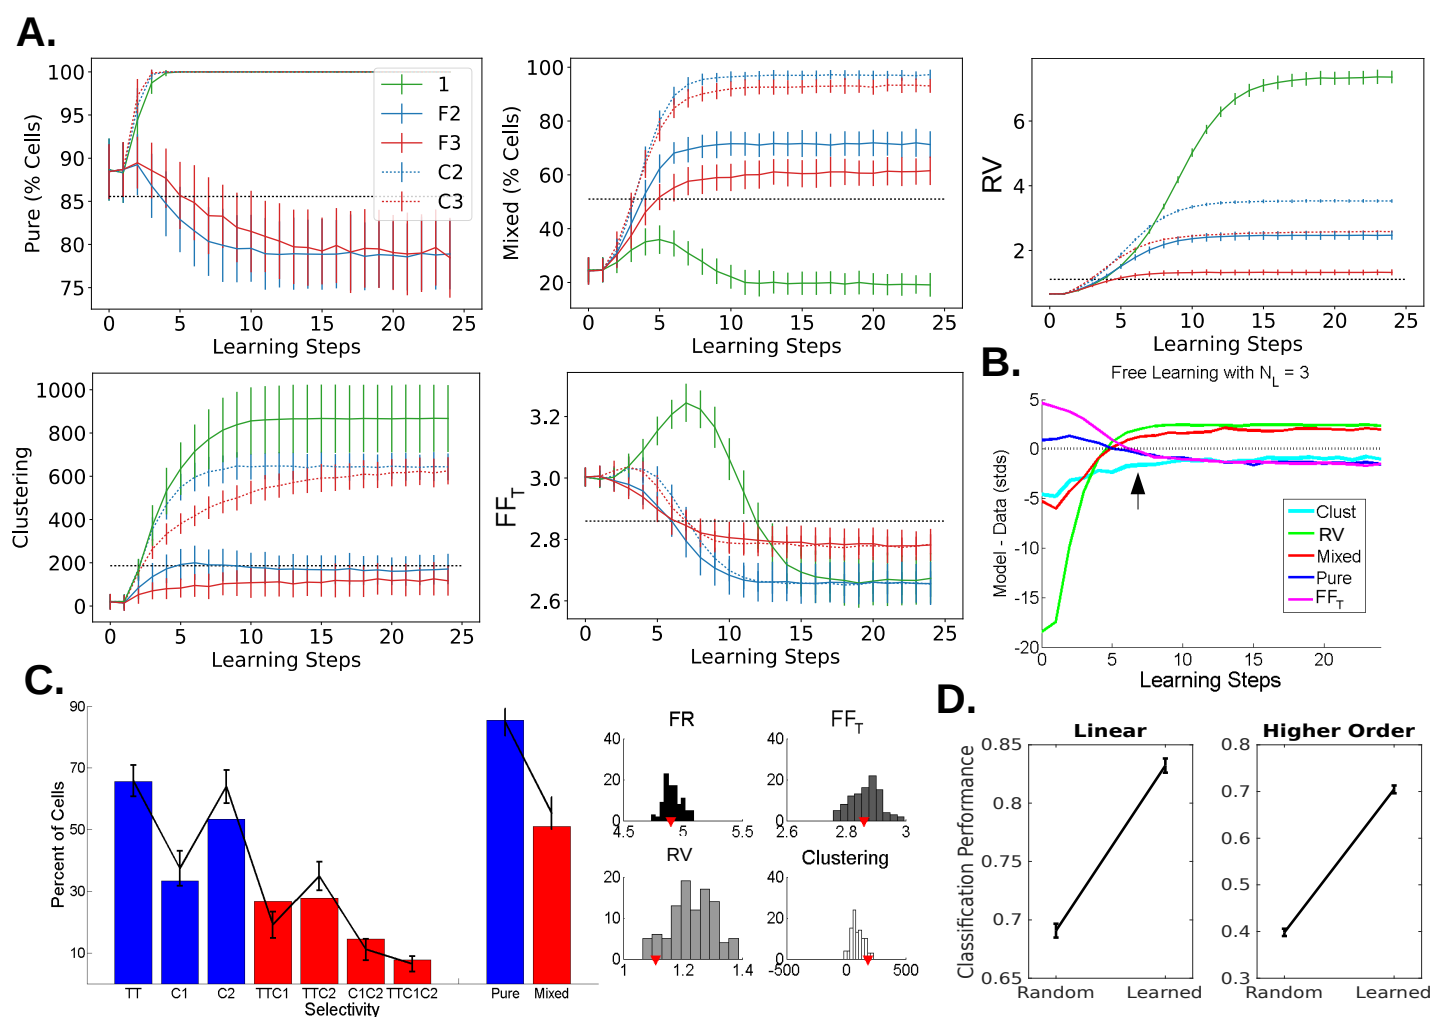 A.
Pure (% Cells)
100
95
90
85
80
75
0 5 10 15 20 25
Learning Steps
1
F2
F3
C2
C3
Mixed (% Cells)
100
80
60
40
20
0 5 10 15 20 25
Learning Steps
RV
6
4
2
0 5 10 15 20 25
Learning Steps
Clustering
1000
800
600
400
200
0
0 5 10 15 20 25
Learning Steps
FF_T
3.2
3.0
2.8
2.6
0 5 10 15 20 25
Learning Steps
B.
Free Learning with N_L = 3
Model - Data (stds)
5
0
-5
-10
-15
-20
0 5 10 15 20
Learning Steps
Clust
RV
Mixed
Pure
FF_T
C.
Percent of Cells
90
70
50
30
10
TT C1 C2 TTC1 TTC2 C1C2 TTC1C2 Pure Mixed
Selectivity
FR
40
20
0
4.5 5 5.5
FF_T
40
20
0
2.6 2.8 3
RV
20
10
0
1 1.2 1.4
Clustering
40
20
0
-500 0 500
D.
Classification Performance
Linear
0.85
0.8
0.75
0.7
0.65
Random Learned
Higher Order
0.8
0.7
0.6
0.5
0.4
0.3
Random Learned